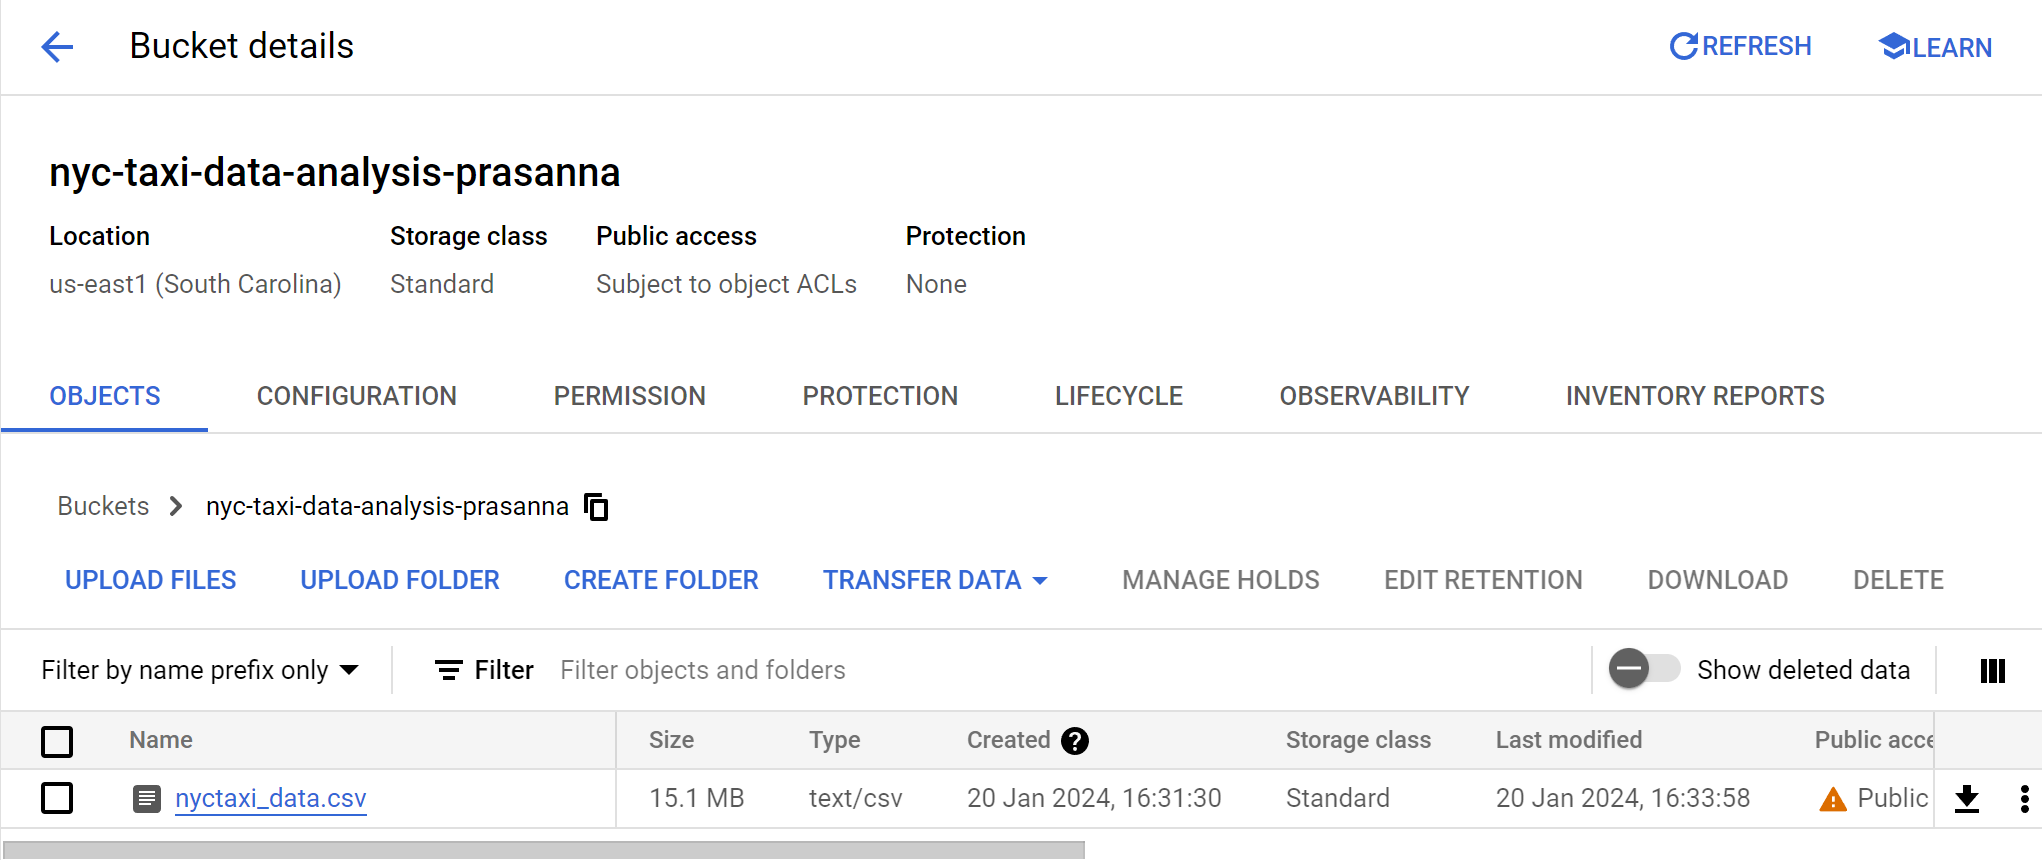 Bucket details REFRESH LEARN
nyc-taxi-data-analysis-prasanna
Location Storage class Public access Protection
us-east1 (South Carolina) Standard Subject to object ACLs None
OBJECTS CONFIGURATION PERMISSION PROTECTION LIFECYCLE OBSERVABILITY INVENTORY REPORTS
Buckets nyc-taxi-data-analysis-prasanna
UPLOAD FILES UPLOAD FOLDER CREATE FOLDER TRANSFER DATA MANAGE HOLDS EDIT RETENTION DOWNLOAD DELETE
Filter by name prefix only Filter Filter objects and folders Show deleted data
Name Size Type Created Storage class Last modified Public acce
nyctaxi_data.csv 15.1 MB text/csv 20 Jan 2024, 16:31:30 Standard 20 Jan 2024, 16:33:58 Public